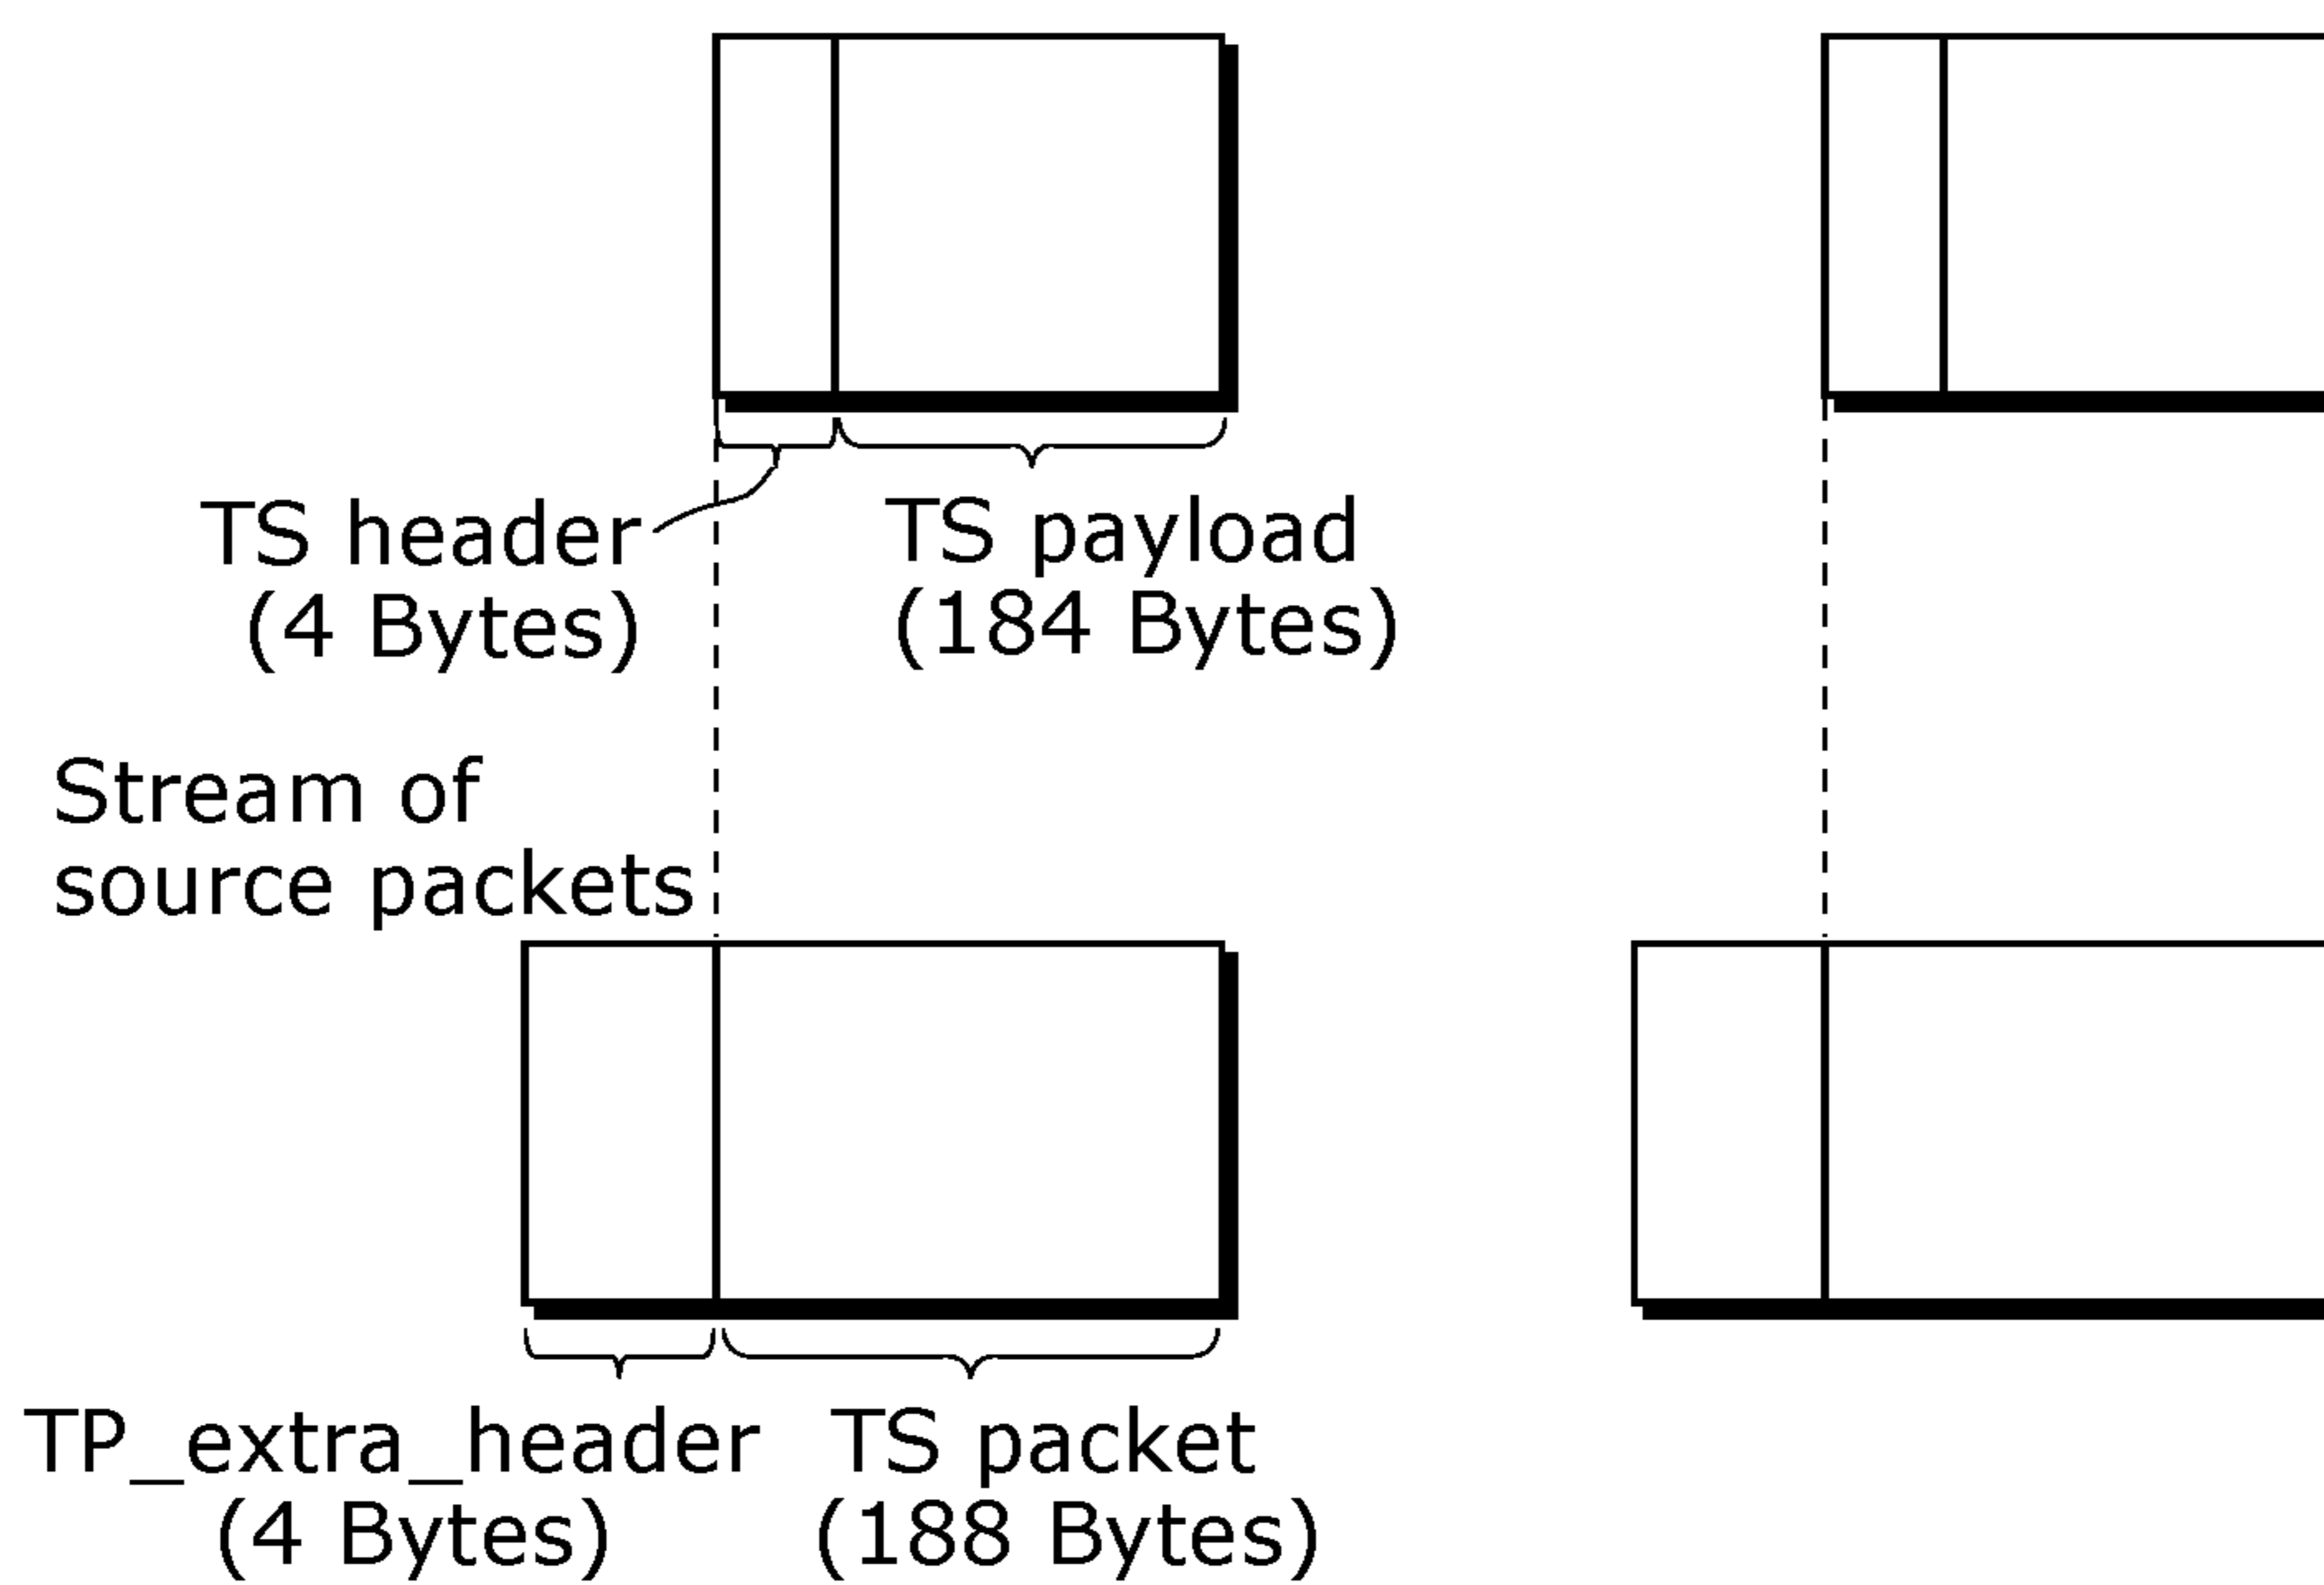 TS header
(4 Bytes)
TS payload
(184 Bytes)
Stream of
source packets
TP_extra_header
(4 Bytes)
TS packet
(188 Bytes)